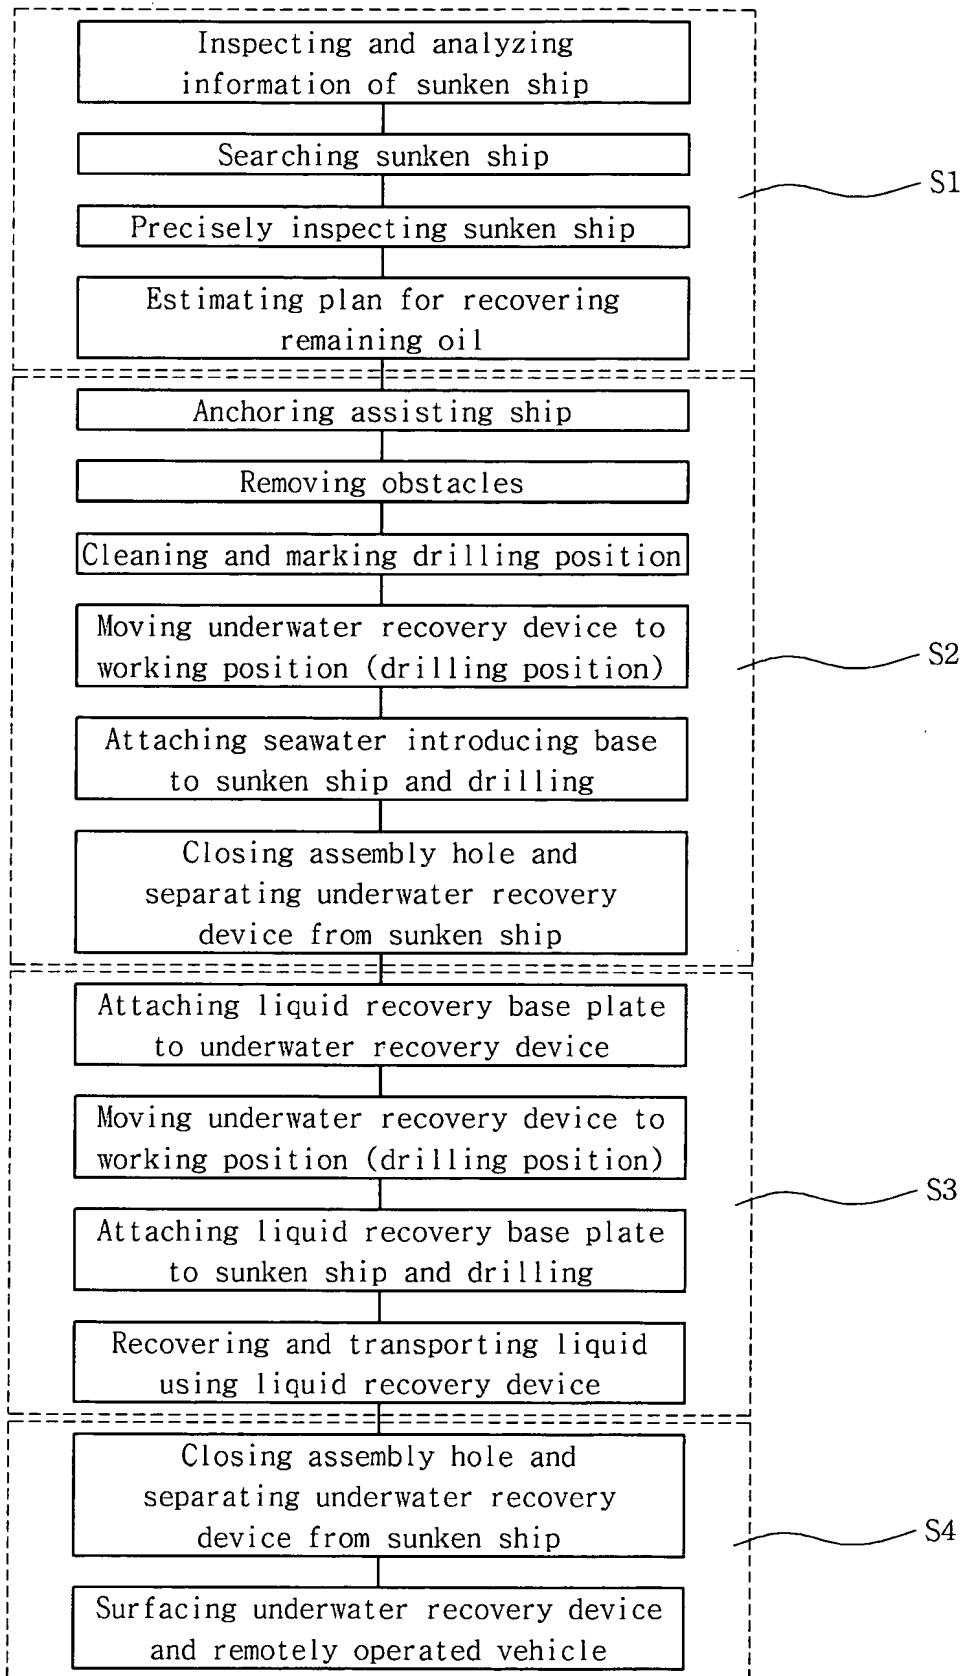 Inspecting and analyzing
information of sunken ship
Searching sunken ship
S1
Precisely inspecting sunken ship
Estimating plan for recovering
remaining oil
Anchoring assisting ship
Removing obstacles
Cleaning and marking drilling position
Moving underwater recovery device to
working position (drilling position)
S2
Attaching seawater introducing base
to sunken ship and drilling
Closing assembly hole and
separating underwater recovery
device from sunken ship
Attaching liquid recovery base plate
to underwater recovery device
Moving underwater recovery device to
working position (drilling position)
S3
Attaching liquid recovery base plate
to sunken ship and drilling
Recovering and transporting liquid
using liquid recovery device
Closing assembly hole and
separating underwater recovery
device from sunken ship
S4
Surfacing underwater recovery device
and remotely operated vehicle